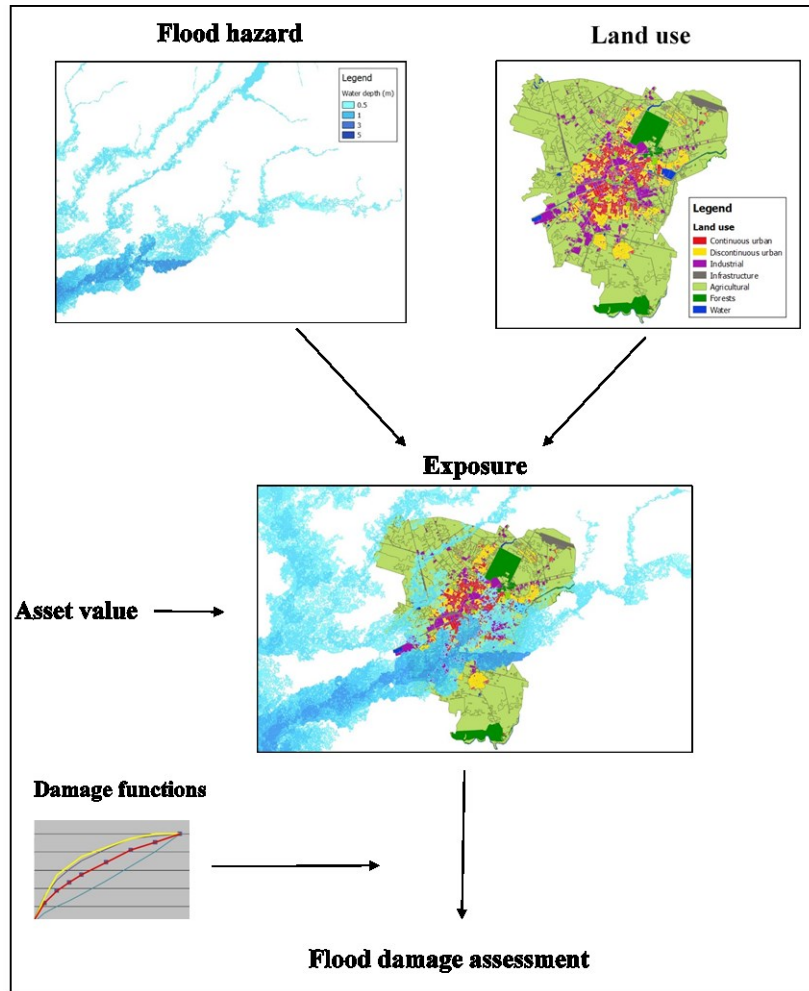 Flood hazard
Land use
Legend
Water depth (m)
0.5
1
3
5
Legend
Land use
Continuous urban
Discontinuous urban
Industrial
Infrastructure
Agricultural
Forests
Water
Exposure
Asset value
Damage functions
Flood damage assessment